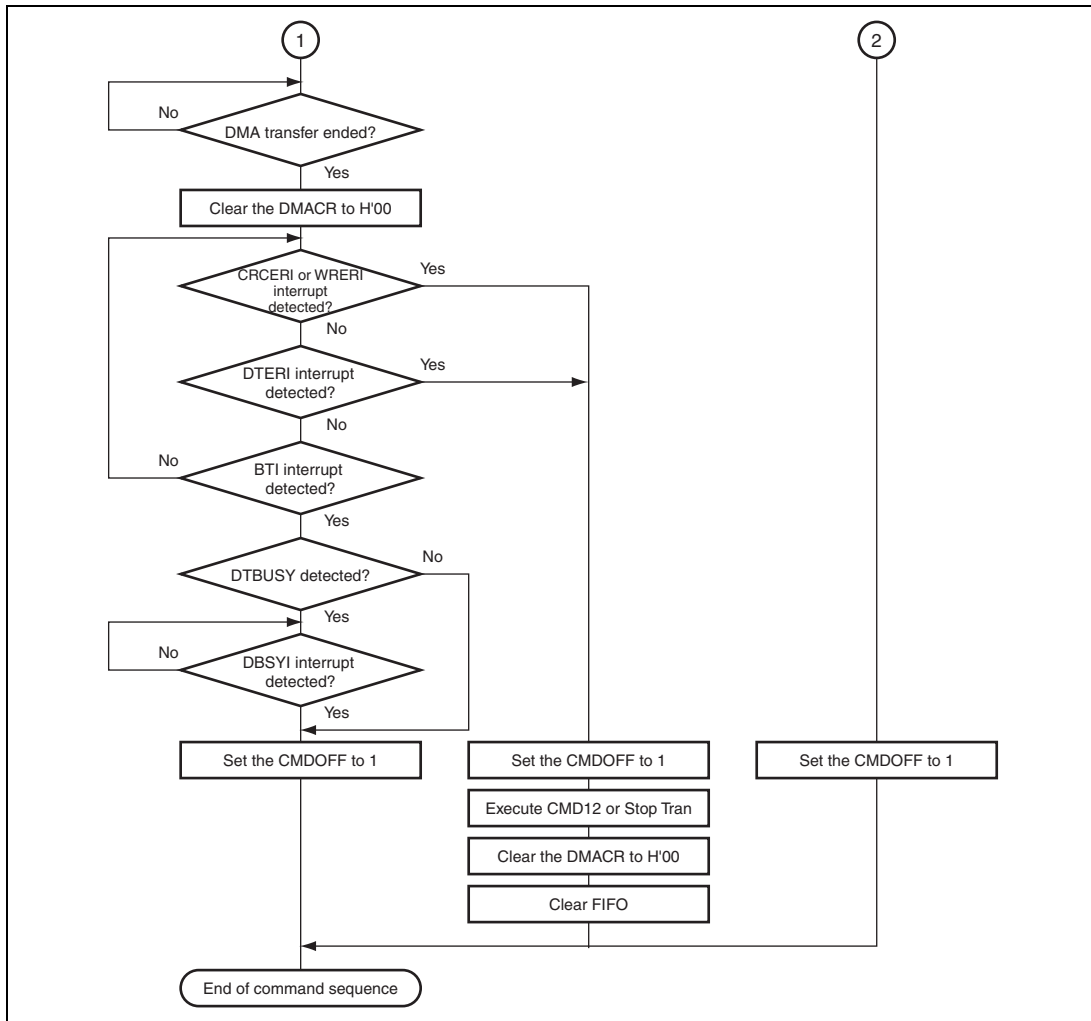 1
2
No
DMA transfer ended?
Yes
Clear the DMACR to H'00
CRCERI or WRERI
interrupt
detected?
Yes
No
DTERI interrupt
detected?
Yes
No
No
BTI interrupt
detected?
Yes
No
DTBUSY detected?
Yes
No
DBSYI interrupt
detected?
Yes
Set the CMDOFF to 1
Set the CMDOFF to 1
Set the CMDOFF to 1
Execute CMD12 or Stop Tran
Clear the DMACR to H'00
Clear FIFO
End of command sequence